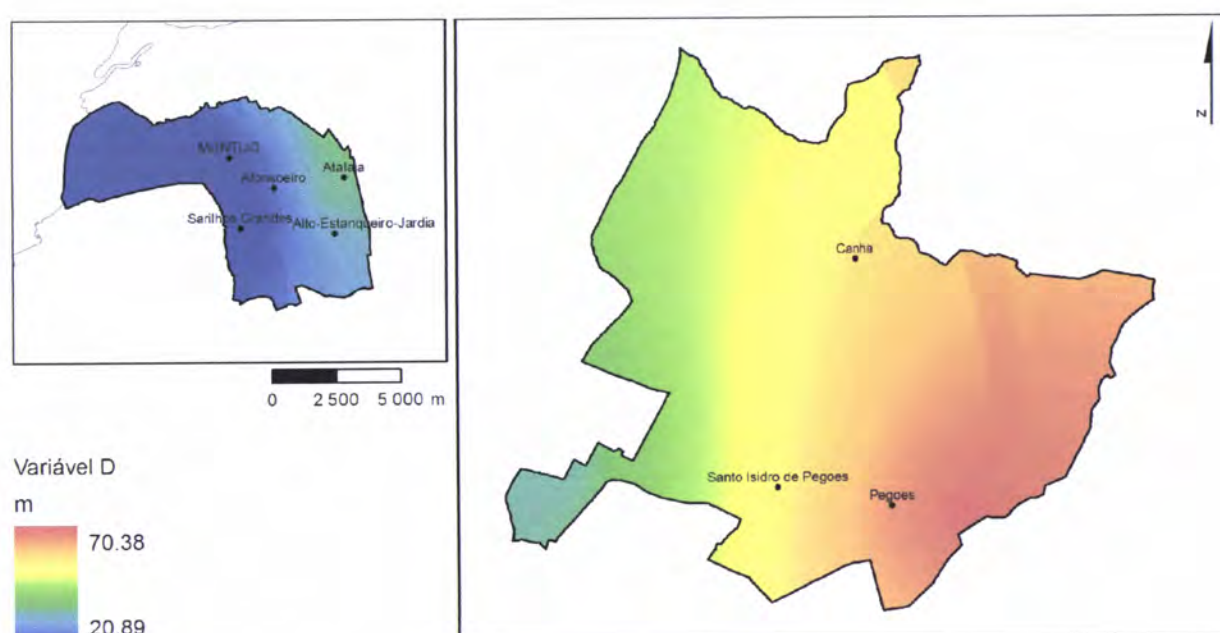 MONTIJO
Atalaia
Afonsoeiro
Sarilhos Grandes
Alto-Estanqueiro-Jardia
0 2 500 5 000 m
Variável D
m
70.38
20.89
Canha
Santo Isidro de Pegoes
Pegoes
N